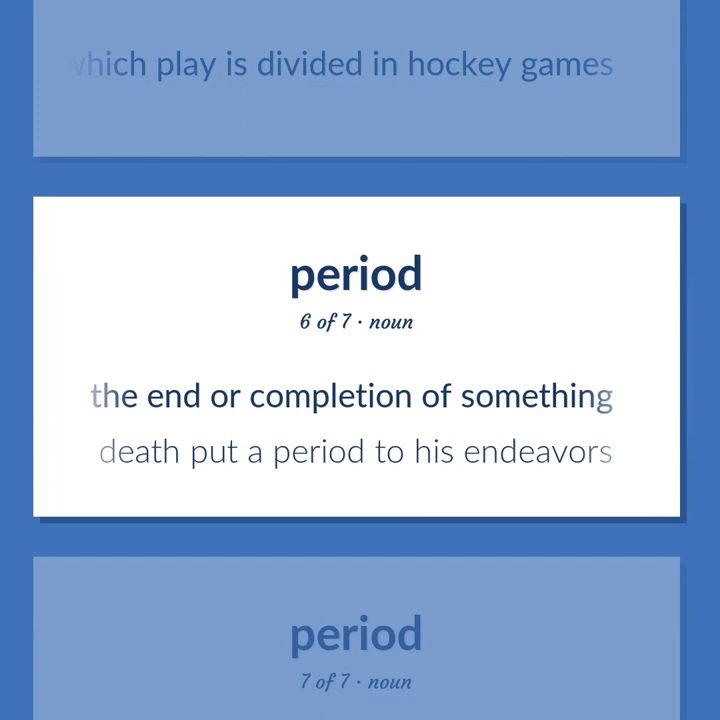 which play is divided in hockey games
period
6 of 7 · noun
the end or completion of something
death put a period to his endeavors
period
7 of 7 · noun